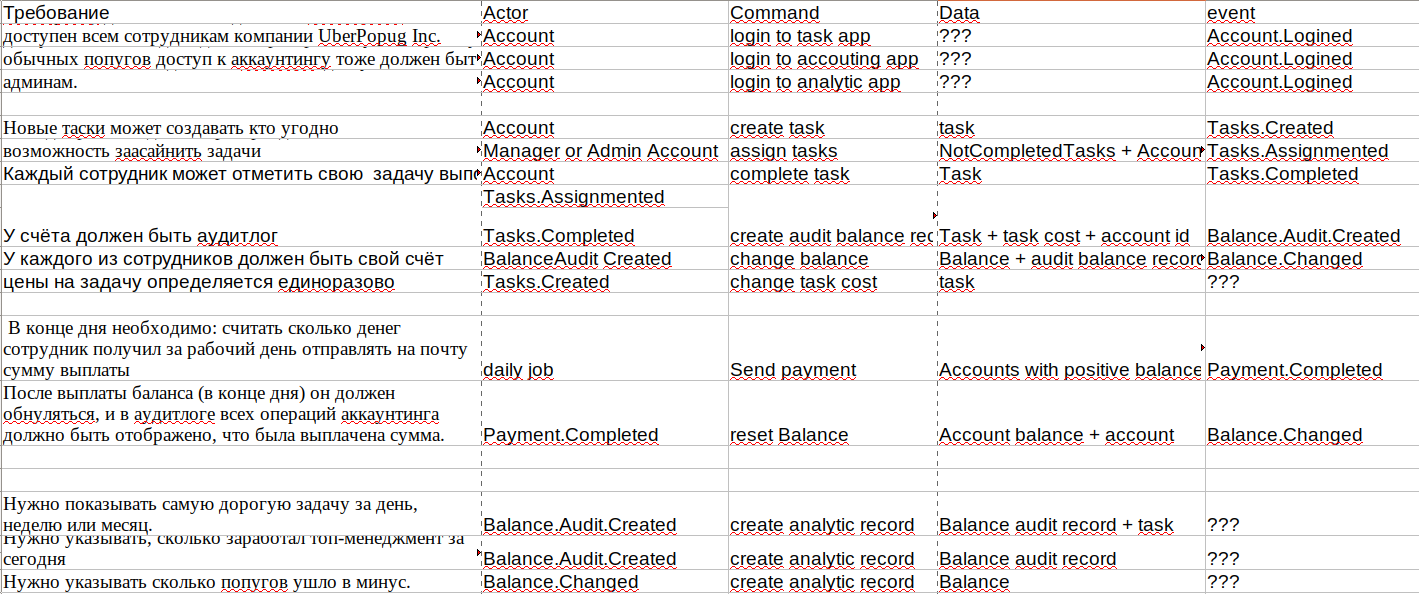 Требование Actor Command Data event
доступен всем сотрудникам компании UberPopug Inc. Account login to task app ??? Account.Logined
обычных попугов доступ к аккаунтингу тоже должен быт Account login to accouting app ??? Account.Logined
админам. Account login to analytic app ??? Account.Logined
Новые таски может создавать кто угодно Account create task task Tasks.Created
возможность заасайнить задачи Manager or Admin Account assign tasks NotCompletedTasks + Accoun Tasks.Assignmented
Каждый сотрудник может отметить свою задачу вып Account complete task Task Tasks.Completed
Tasks.Assignmented
У счёта должен быть аудитлог Tasks.Completed create audit balance rec Task + task cost + account id Balance.Audit.Created
У каждого из сотрудников должен быть свой счёт BalanceAudit Created change balance Balance + audit balance record Balance.Changed
цены на задачу определяется единоразово Tasks.Created change task cost task ???
В конце дня необходимо: считать сколько денег
сотрудник получил за рабочий день отправлять на почту
сумму выплаты daily job Send payment Accounts with positive balance Payment.Completed
После выплаты баланса (в конце дня) он должен
обнуляться, и в аудитлоге всех операций аккаунтинга
должно быть отображено, что была выплачена сумма. Payment.Completed reset Balance Account balance + account Balance.Changed
Нужно показывать самую дорогую задачу за день,
неделю или месяц. Balance.Audit.Created create analytic record Balance audit record + task ???
Нужно указывать, сколько заработал топ-менеджмент за
сегодня Balance.Audit.Created create analytic record Balance audit record ???
Нужно указывать сколько попугов ушло в минус. Balance.Changed create analytic record Balance ???